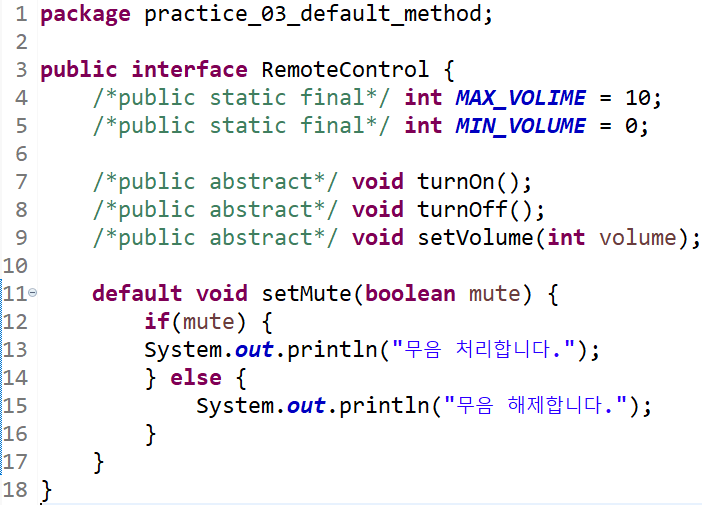 1 package practice_03_default_method;
2
3 public interface RemoteControl {
4     /*public static final*/ int MAX_VOLIME = 10;
5     /*public static final*/ int MIN_VOLUME = 0;
6
7     /*public abstract*/ void turnOn();
8     /*public abstract*/ void turnOff();
9     /*public abstract*/ void setVolume(int volume);
10
11     default void setMute(boolean mute) {
12         if(mute) {
13         System.out.println("무음 처리합니다.");
14         } else {
15             System.out.println("무음 해제합니다.");
16         }
17     }
18 }